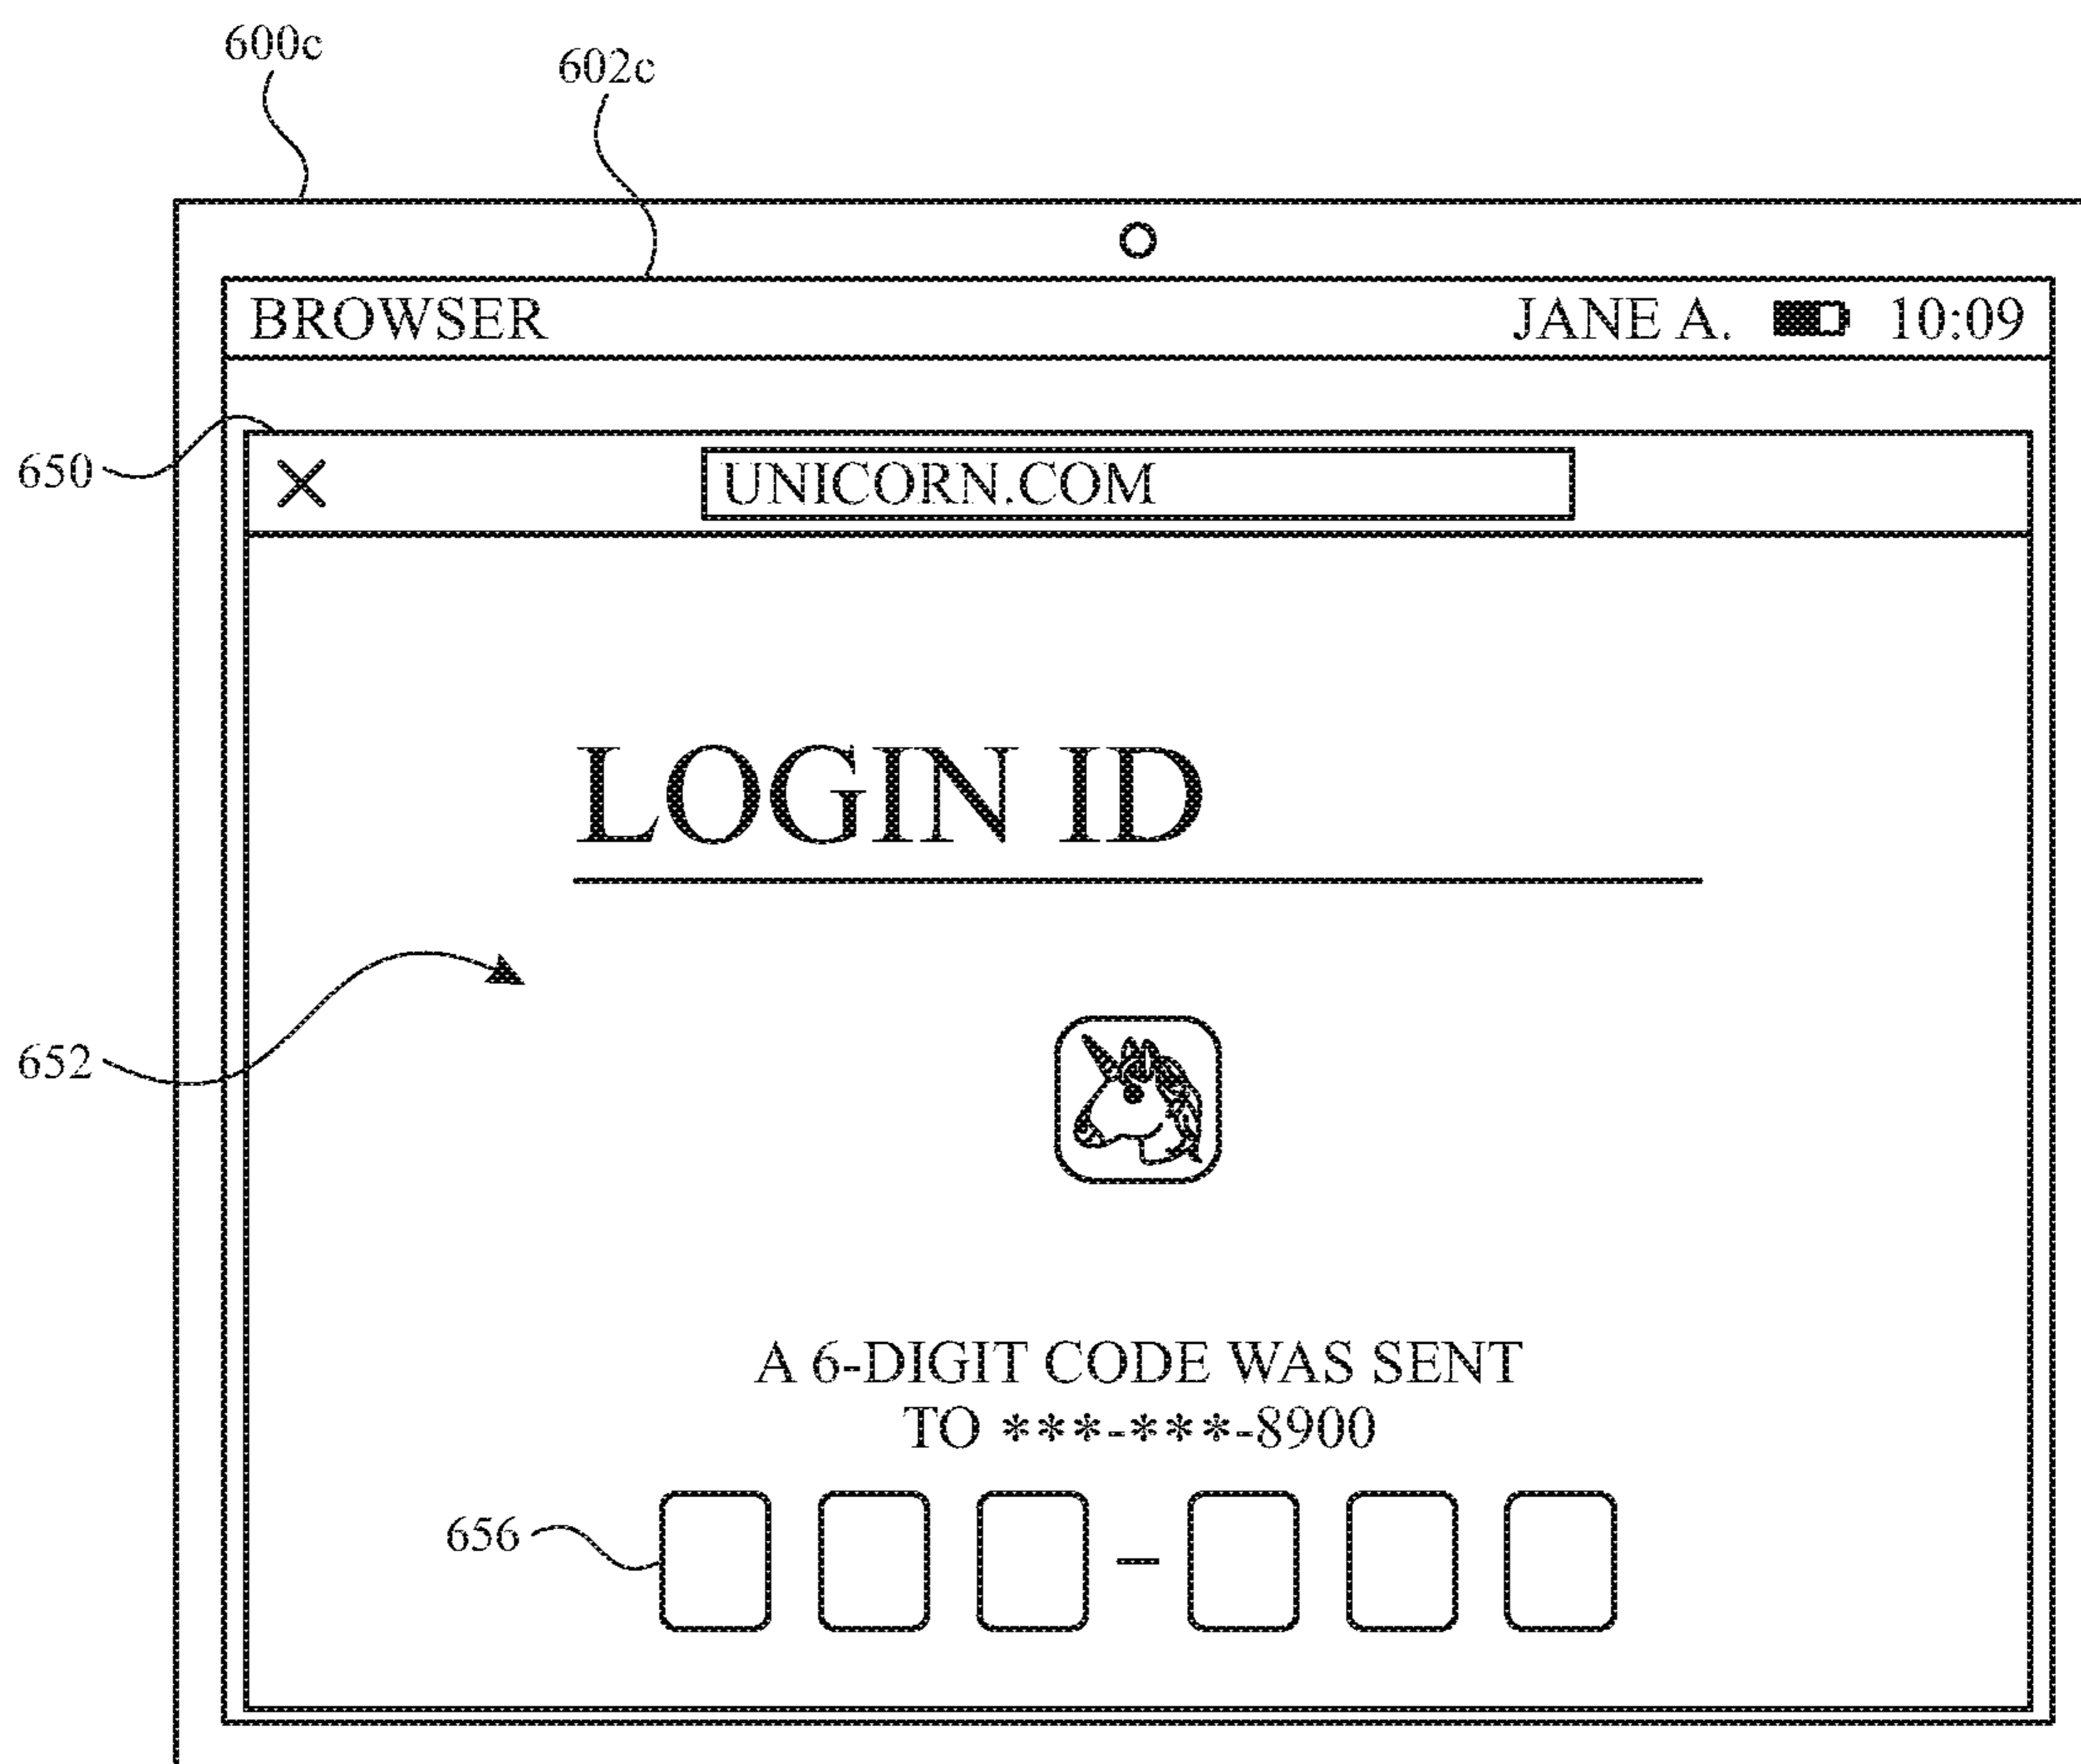 600c
602c
BROWSER JANE A. 10:09
650
UNICORN.COM
LOGIN ID
652
A 6-DIGIT CODE WAS SENT
TO ***-***-8900
656 –